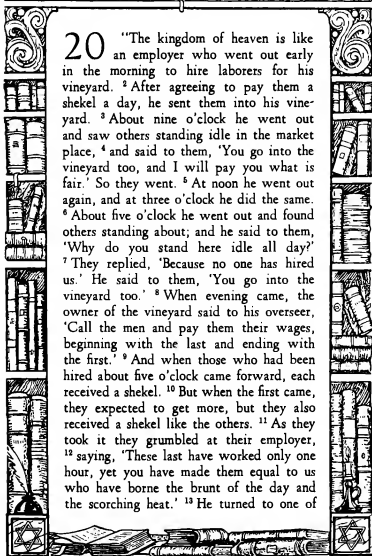 20 "The kingdom of heaven is like
an employer who went out early
in the morning to hire laborers for his
vineyard. ² After agreeing to pay them a
shekel a day, he sent them into his vine-
yard. ³ About nine o'clock he went out
and saw others standing idle in the market
place, ⁴ and said to them, 'You go into the
vineyard too, and I will pay you what is
fair.' So they went. ⁵ At noon he went out
again, and at three o'clock he did the same.
⁶ About five o'clock he went out and found
others standing about; and he said to them,
'Why do you stand here idle all day?'
⁷ They replied, 'Because no one has hired
us.' He said to them, 'You go into the
vineyard too.' ⁸ When evening came, the
owner of the vineyard said to his overseer,
'Call the men and pay them their wages,
beginning with the last and ending with
the first.' ⁹ And when those who had been
hired about five o'clock came forward, each
received a shekel. ¹⁰ But when the first came,
they expected to get more, but they also
received a shekel like the others. ¹¹ As they
took it they grumbled at their employer,
¹² saying, 'These last have worked only one
hour, yet you have made them equal to us
who have borne the brunt of the day and
the scorching heat.' ¹³ He turned to one of